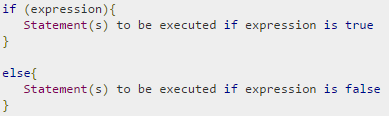 if (expression){
   Statement(s) to be executed if expression is true
}

else{
   Statement(s) to be executed if expression is false
}